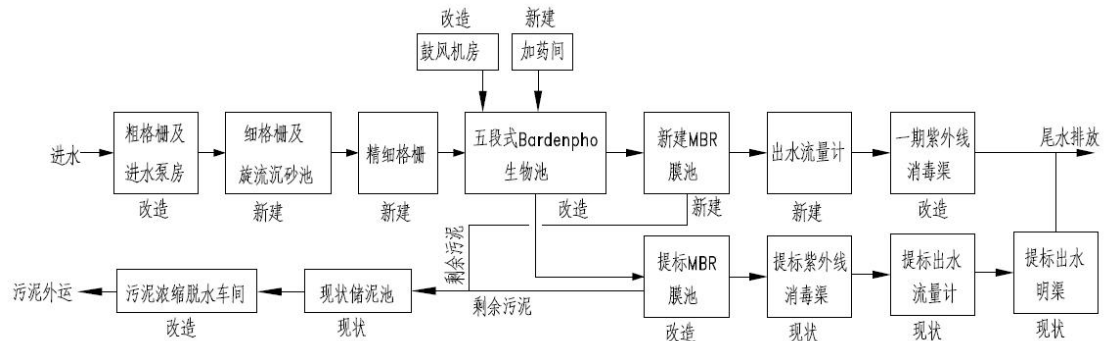 改造
新建
鼓风机房
加药间
进水
粗格栅及
进水泵房
改造
细格栅及
旋流沉砂池
新建
精细格栅
新建
五段式Bardenpho
生物池
改造
新建MBR
膜池
新建
出水流量计
新建
一期紫外线
消毒渠
改造
尾水排放
污泥外运
污泥浓缩脱水车间
改造
现状储泥池
现状
剩余污泥
剩余污泥
提标MBR
膜池
改造
提标紫外线
消毒渠
现状
提标出水
流量计
现状
提标出水
明渠
现状